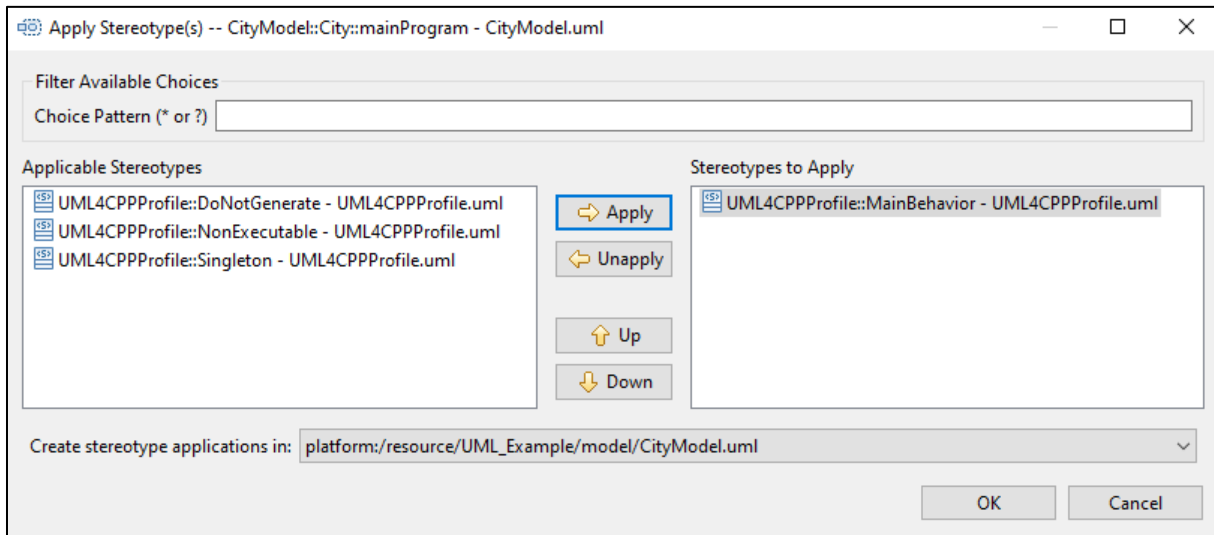 Apply Stereotype(s) -- CityModel::City::mainProgram - CityModel.uml
Filter Available Choices
Choice Pattern (* or ?)
Applicable Stereotypes
UML4CPPProfile::DoNotGenerate - UML4CPPProfile.uml
UML4CPPProfile::NonExecutable - UML4CPPProfile.uml
UML4CPPProfile::Singleton - UML4CPPProfile.uml
Apply
Unapply
Up
Down
Stereotypes to Apply
UML4CPPProfile::MainBehavior - UML4CPPProfile.uml
Create stereotype applications in: platform:/resource/UML_Example/model/CityModel.uml
OK
Cancel